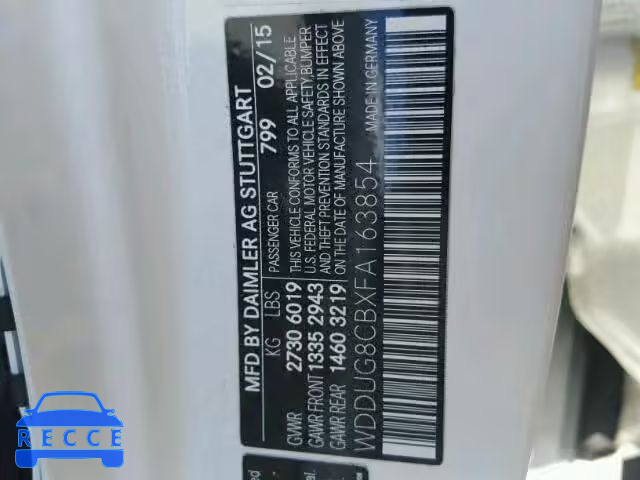 MFD BY DAIMLER AG STUTTGART
PASSENGER CAR 799 02/15
KG LBS
GVWR 2730 6019
GAWR FRONT 1335 2943
GAWR REAR 1460 3219
THIS VEHICLE CONFORMS TO ALL APPLICABLE
U.S. FEDERAL MOTOR VEHICLE SAFETY, BUMPER
AND THEFT PREVENTION STANDARDS IN EFFECT
ON THE DATE OF MANUFACTURE SHOWN ABOVE
WDDUG8CBXFA163854 MADE IN GERMANY
RECCE